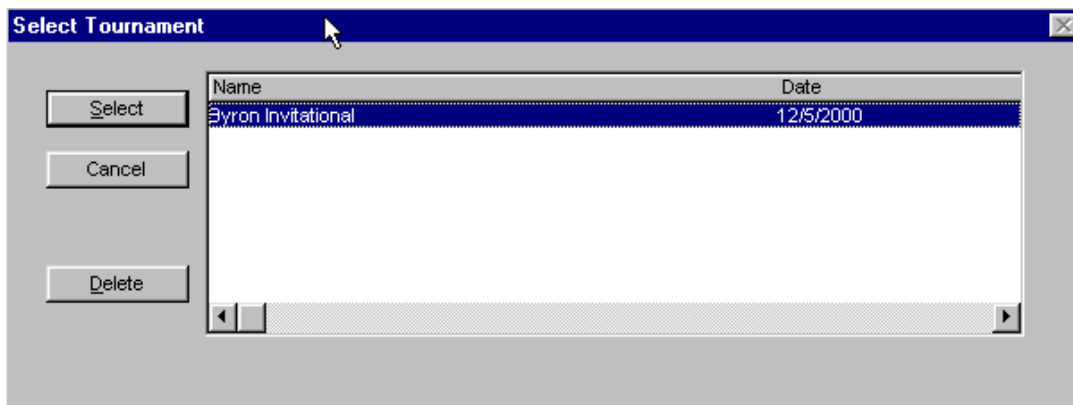 Select Tournament
Name Date
Select
Byron Invitational 12/5/2000
Cancel
Delete